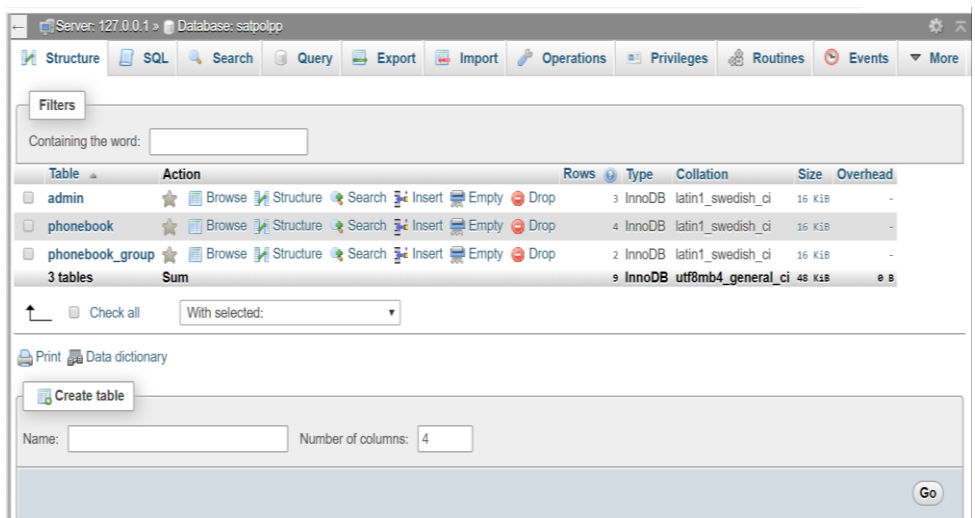 Server: 127.0.0.1 » Database: satpolpp
Structure SQL Search Query Export Import Operations Privileges Routines Events More
Filters
Containing the word:
Table Action Rows Type Collation Size Overhead
admin Browse Structure Search Insert Empty Drop 3 InnoDB latin1_swedish_ci 16 KiB -
phonebook Browse Structure Search Insert Empty Drop 4 InnoDB latin1_swedish_ci 16 KiB -
phonebook_group Browse Structure Search Insert Empty Drop 2 InnoDB latin1_swedish_ci 16 KiB -
3 tables Sum 9 InnoDB utf8mb4_general_ci 48 KiB 0 B
Check all With selected:
Print Data dictionary
Create table
Name: Number of columns: 4
Go